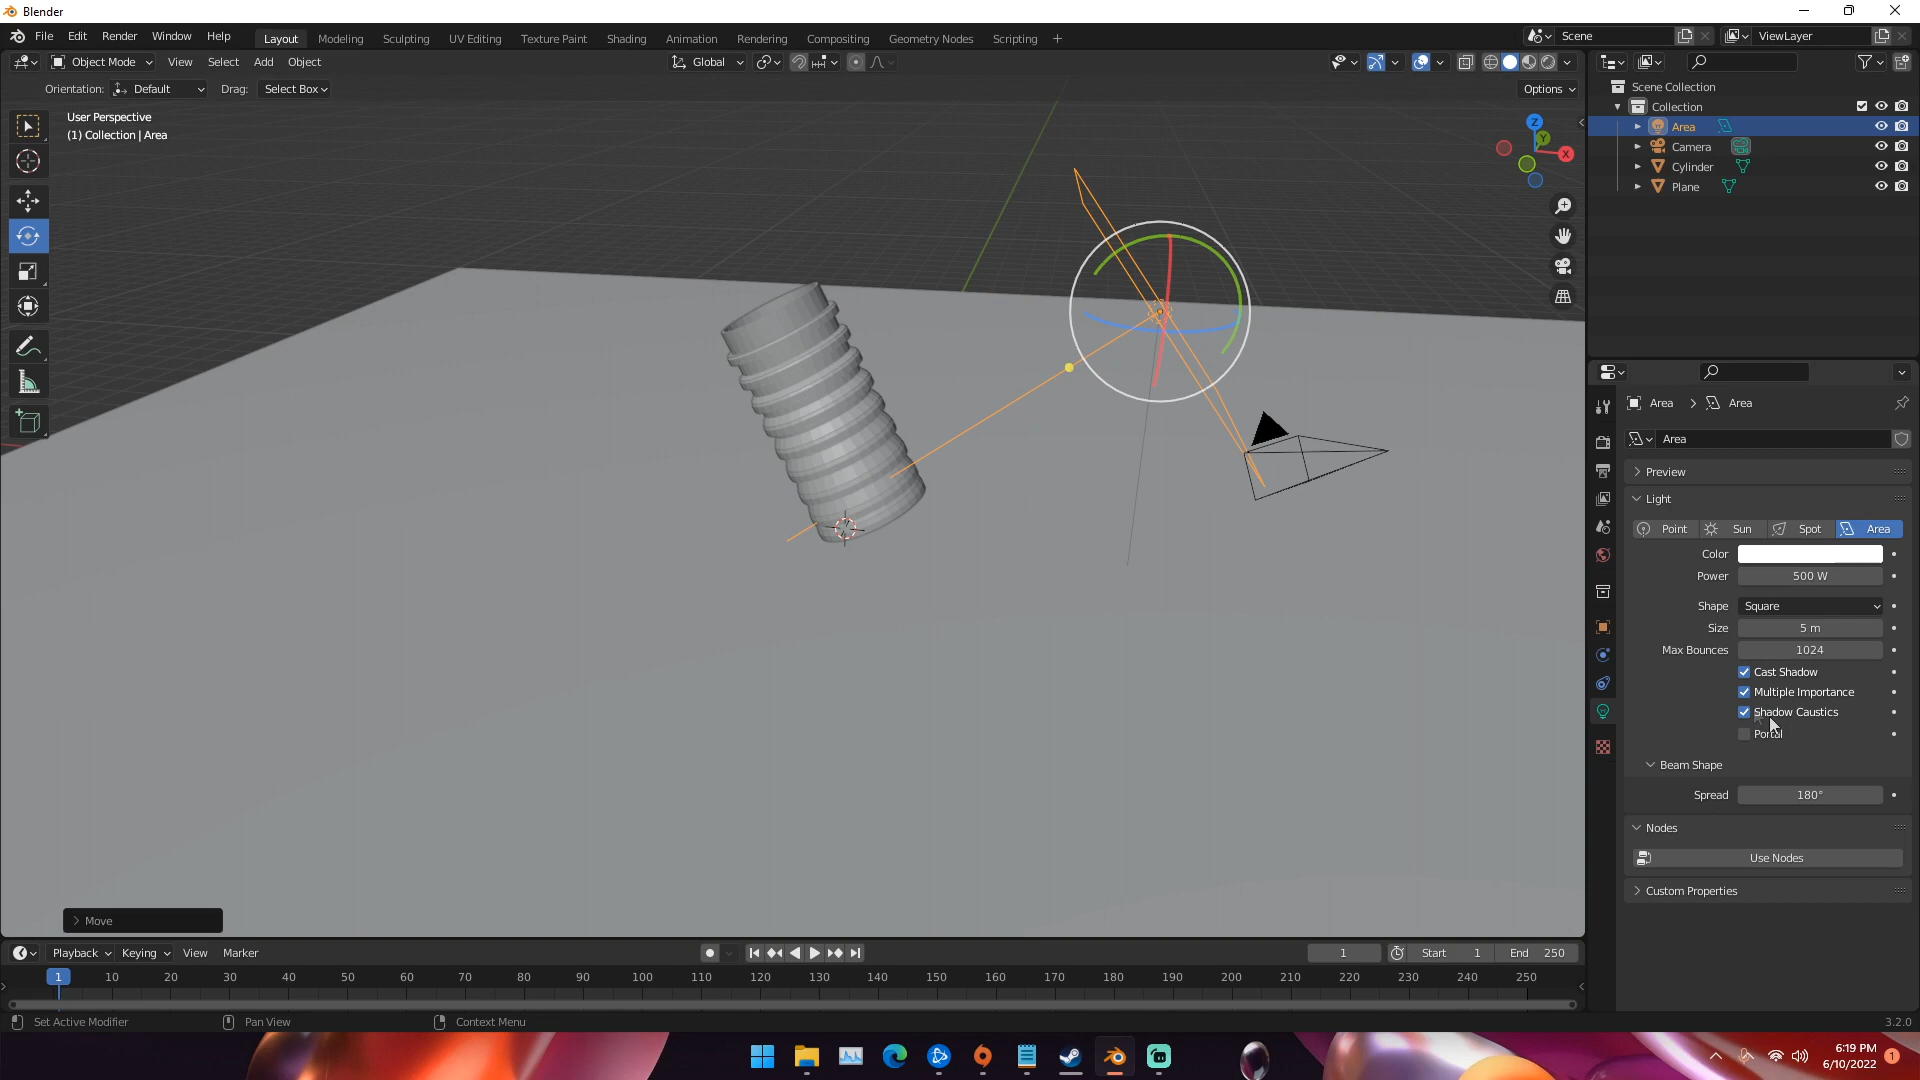 Blender
File Edit Render Window Help Layout Modeling Sculpting UV Editing Texture Paint Shading Animation Rendering Compositing Geometry Nodes Scripting + Scene ViewLayer
Object Mode View Select Add Object Global
Orientation: Default Drag: Select Box Options
User Perspective
(1) Collection | Area
Z
Y
X
Scene Collection
Collection
Area
Camera
Cylinder
Plane
Area > Area
Area
Preview
Light
Point Sun Spot Area
Color
Power 500 W
Shape Square
Size 5 m
Max Bounces 1024
Cast Shadow
Multiple Importance
Shadow Caustics
Portal
Beam Shape
Spread 180°
Nodes
Use Nodes
Custom Properties
Move
Playback Keying View Marker 1 Start 1 End 250
1 10 20 30 40 50 60 70 80 90 100 110 120 130 140 150 160 170 180 190 200 210 220 230 240 250
Set Active Modifier Pan View Context Menu 3.2.0
6:19 PM
6/10/2022
1